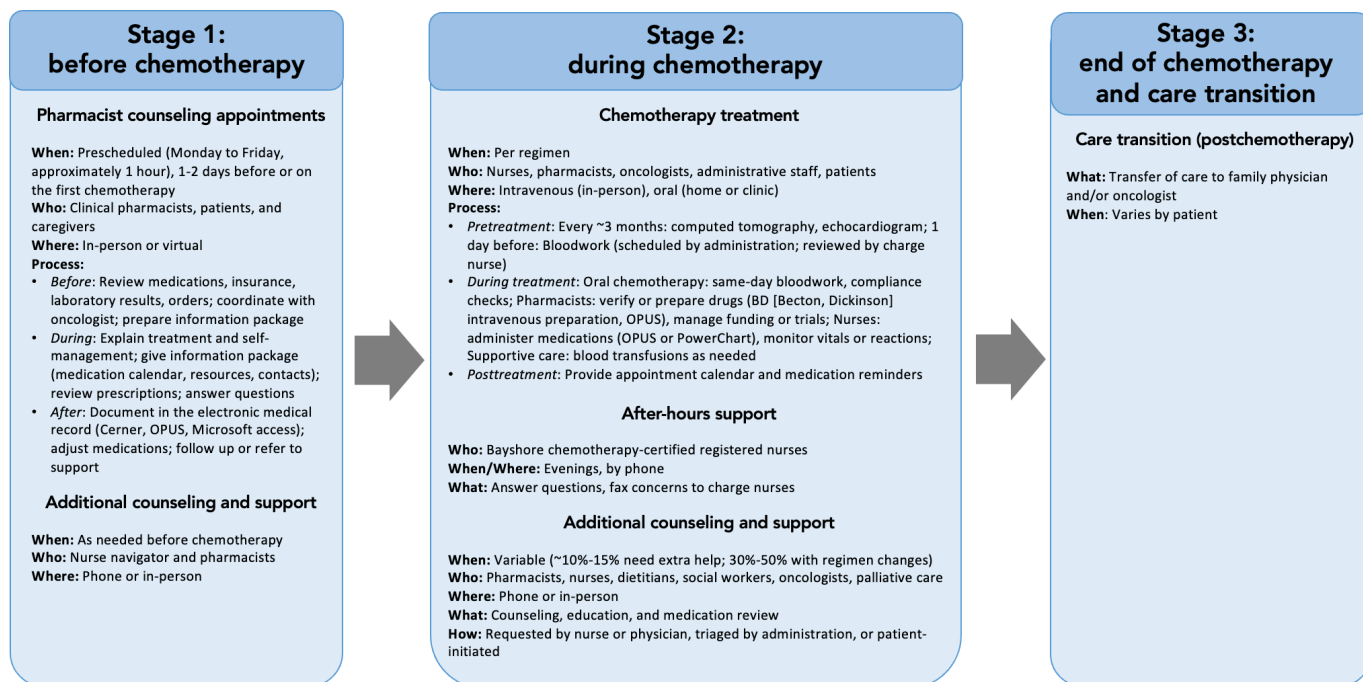 Stage 1:
before chemotherapy
Pharmacist counseling appointments
When: Prescheduled (Monday to Friday,
approximately 1 hour), 1-2 days before or on
the first chemotherapy
Who: Clinical pharmacists, patients, and
caregivers
Where: In-person or virtual
Process:
• Before: Review medications, insurance,
laboratory results, orders; coordinate with
oncologist; prepare information package
• During: Explain treatment and self-
management; give information package
(medication calendar, resources, contacts);
review prescriptions; answer questions
• After: Document in the electronic medical
record (Cerner, OPUS, Microsoft access);
adjust medications; follow up or refer to
support
Additional counseling and support
When: As needed before chemotherapy
Who: Nurse navigator and pharmacists
Where: Phone or in-person
Stage 2:
during chemotherapy
Chemotherapy treatment
When: Per regimen
Who: Nurses, pharmacists, oncologists, administrative staff, patients
Where: Intravenous (in-person), oral (home or clinic)
Process:
• Pretreatment: Every ~3 months: computed tomography, echocardiogram; 1
day before: Bloodwork (scheduled by administration; reviewed by charge
nurse)
• During treatment: Oral chemotherapy: same-day bloodwork, compliance
checks; Pharmacists: verify or prepare drugs (BD [Becton, Dickinson]
intravenous preparation, OPUS), manage funding or trials; Nurses:
administer medications (OPUS or PowerChart), monitor vitals or reactions;
Supportive care: blood transfusions as needed
• Posttreatment: Provide appointment calendar and medication reminders
After-hours support
Who: Bayshore chemotherapy-certified registered nurses
When/Where: Evenings, by phone
What: Answer questions, fax concerns to charge nurses
Additional counseling and support
When: Variable (~10%-15% need extra help; 30%-50% with regimen changes)
Who: Pharmacists, nurses, dietitians, social workers, oncologists, palliative care
Where: Phone or in-person
What: Counseling, education, and medication review
How: Requested by nurse or physician, triaged by administration, or patient-
initiated
Stage 3:
end of chemotherapy
and care transition
Care transition (postchemotherapy)
What: Transfer of care to family physician
and/or oncologist
When: Varies by patient